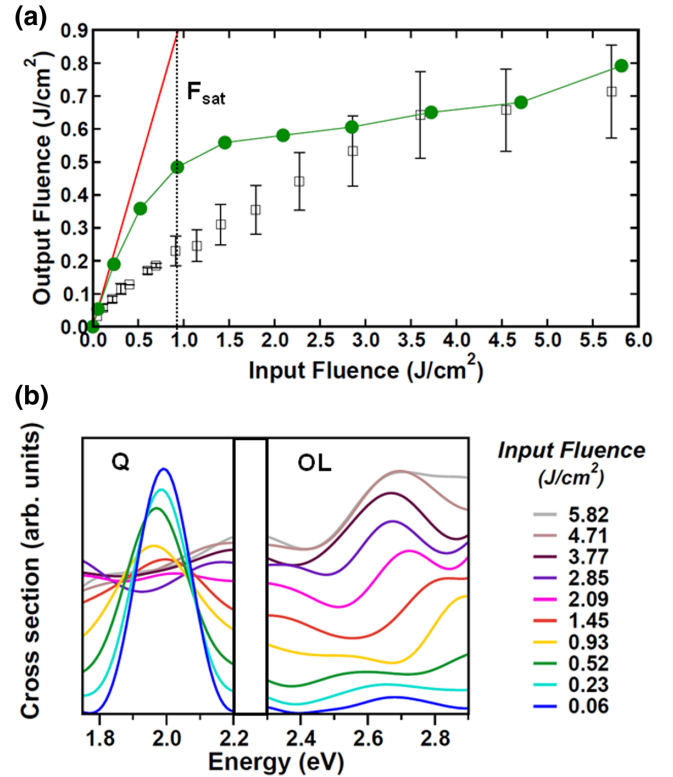 (a)
0.9
0.8
0.7
0.6
0.5
0.4
0.3
0.2
0.1
0.0
Output Fluence (J/cm²)
Fsat
0.0 0.5 1.0 1.5 2.0 2.5 3.0 3.5 4.0 4.5 5.0 5.5 6.0
Input Fluence (J/cm²)
(b)
Cross section (arb. units)
Q
OL
1.8 2.0 2.2 2.4 2.6 2.8
Energy (eV)
Input Fluence
(J/cm²)
5.82
4.71
3.77
2.85
2.09
1.45
0.93
0.52
0.23
0.06